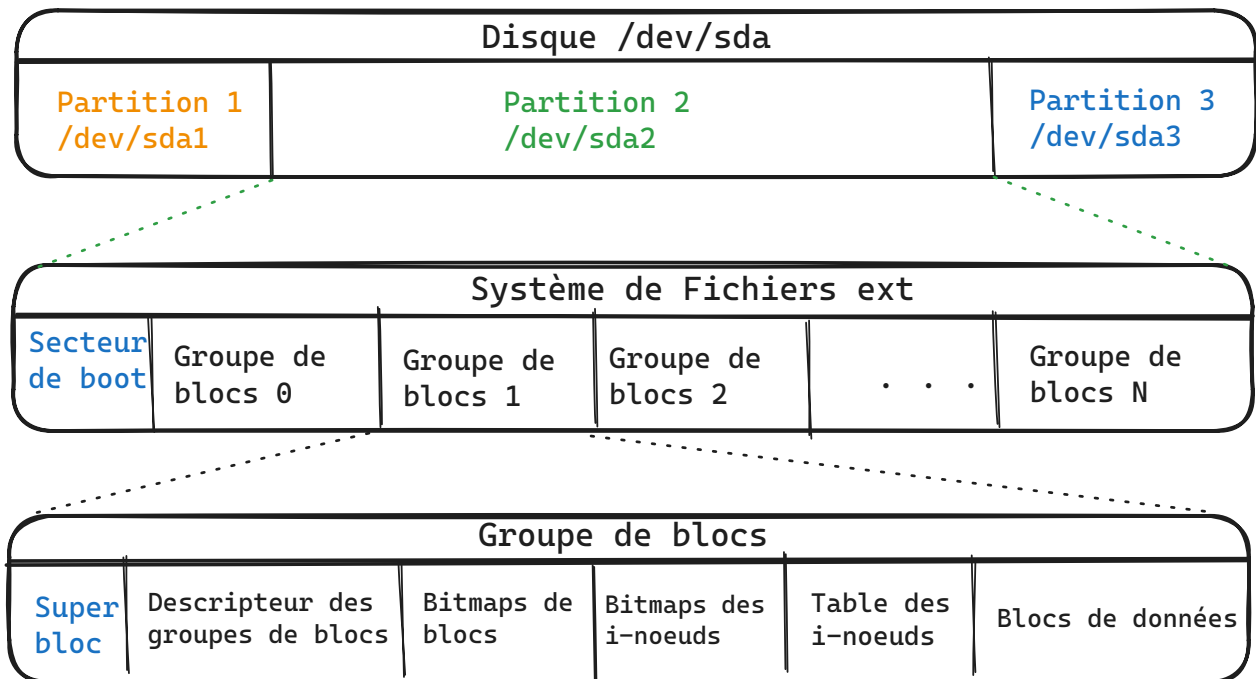 Disque /dev/sda
Partition 1
/dev/sda1
Partition 2
/dev/sda2
Partition 3
/dev/sda3
Système de Fichiers ext
Secteur
de boot
Groupe de
blocs 0
Groupe de
blocs 1
Groupe de
blocs 2
. . .
Groupe de
blocs N
Groupe de blocs
Super
bloc
Descripteur des
groupes de blocs
Bitmaps de
blocs
Bitmaps des
i-noeuds
Table des
i-noeuds
Blocs de données